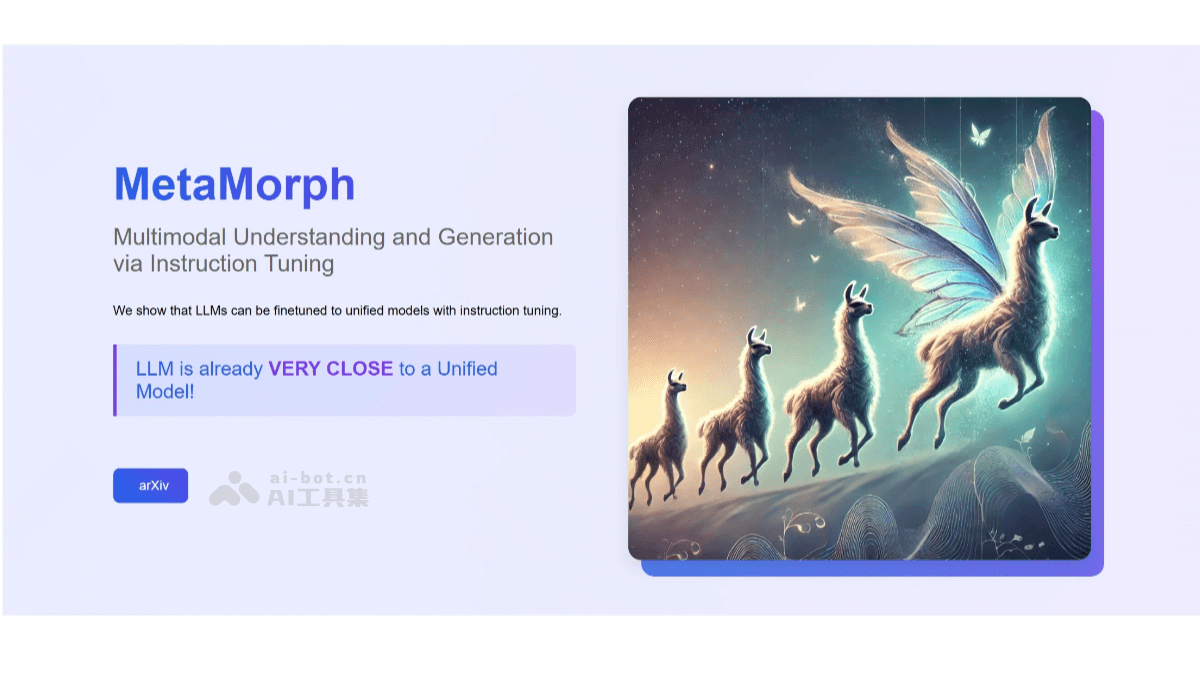 MetaMorph
Multimodal Understanding and Generation
via Instruction Tuning
We show that LLMs can be finetuned to unified models with instruction tuning.
LLM is already VERY CLOSE to a Unified
Model!
arXiv
ai-bot.cn
AI工具集